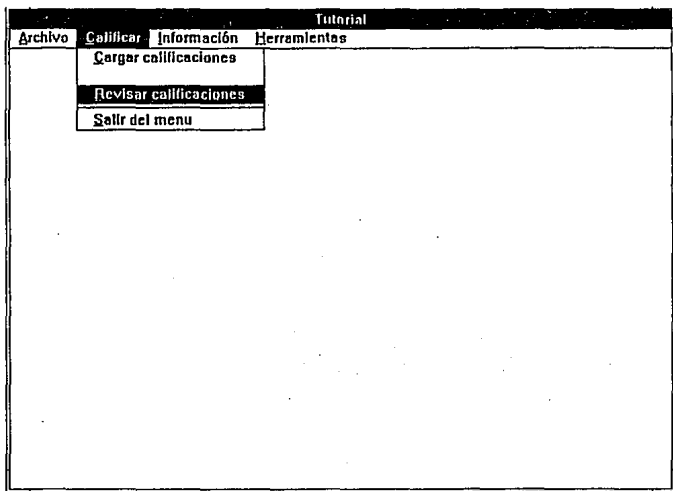 Tutorial
Archivo Calificar Información Herramientas
Cargar calificaciones
Revisar calificaciones
Salir del menu